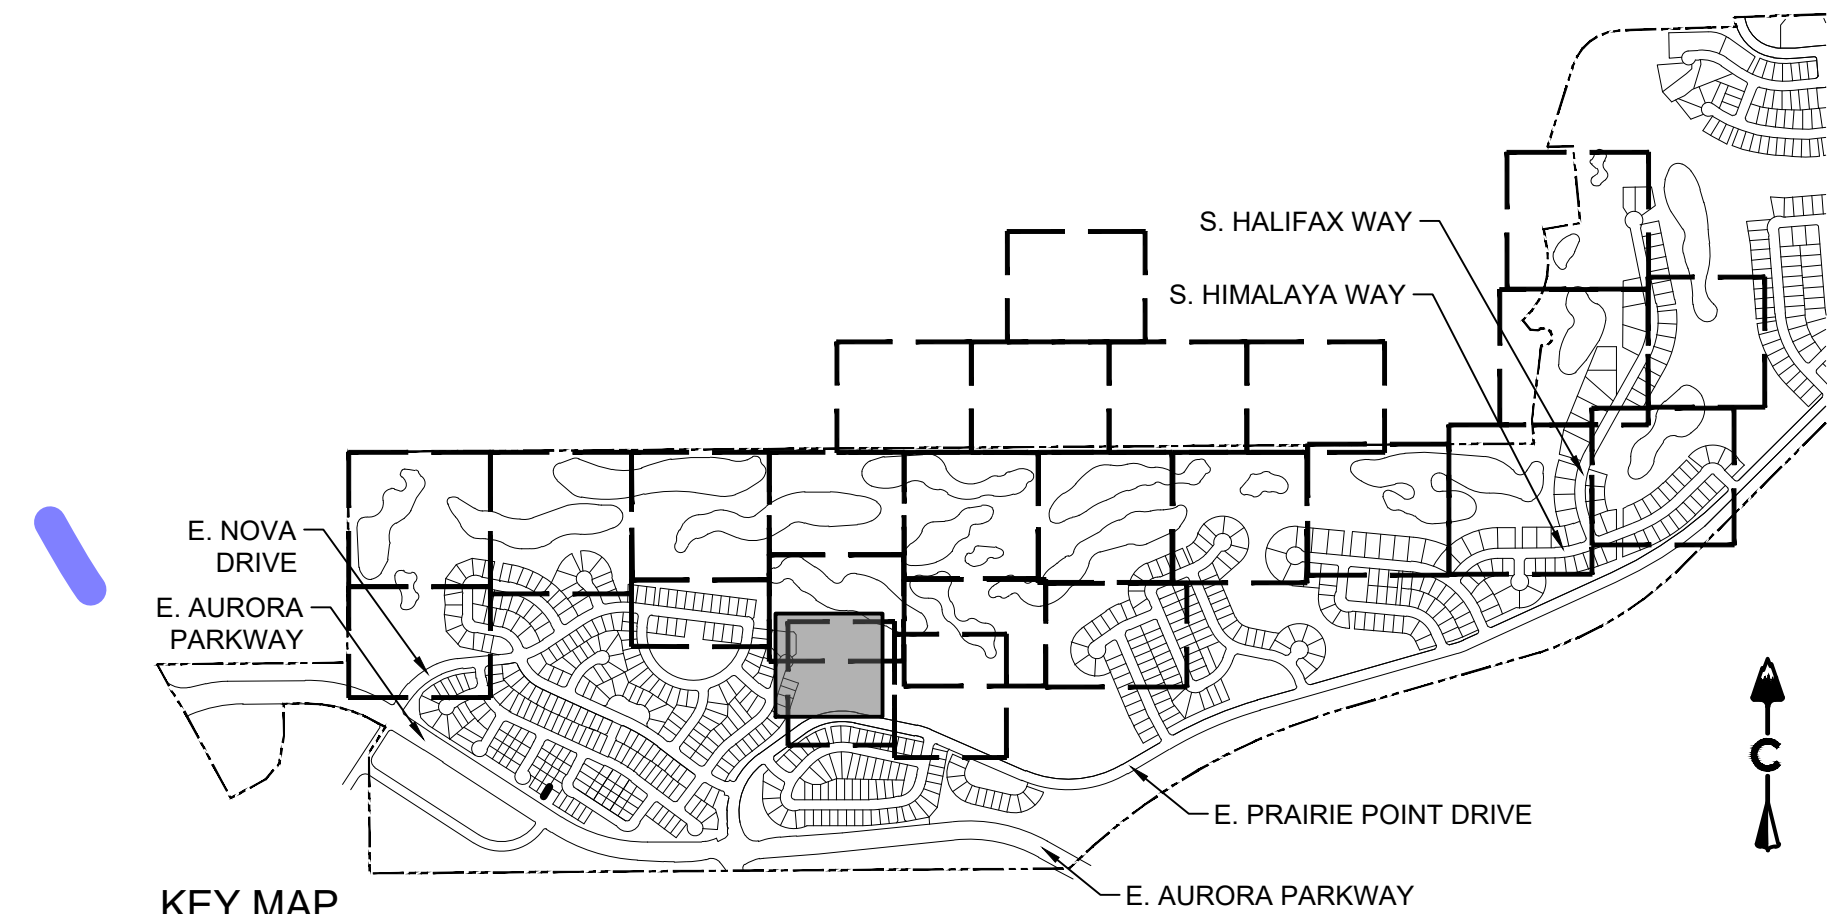 S. HALIFAX WAY
S. HIMALAYA WAY
E. NOVA
DRIVE
E. AURORA
PARKWAY
E. PRAIRIE POINT DRIVE
E. AURORA PARKWAY
KEY MAP
C